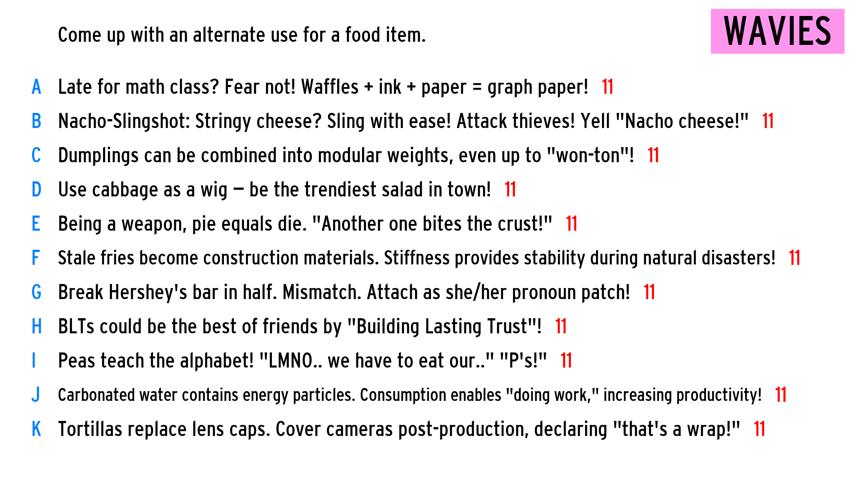 Come up with an alternate use for a food item.
WAVIES
A Late for math class? Fear not! Waffles + ink + paper = graph paper! 11
B Nacho-Slingshot: Stringy cheese? Sling with ease! Attack thieves! Yell "Nacho cheese!" 11
C Dumplings can be combined into modular weights, even up to "won-ton"! 11
D Use cabbage as a wig – be the trendiest salad in town! 11
E Being a weapon, pie equals die. "Another one bites the crust!" 11
F Stale fries become construction materials. Stiffness provides stability during natural disasters! 11
G Break Hershey's bar in half. Mismatch. Attach as she/her pronoun patch! 11
H BLTs could be the best of friends by "Building Lasting Trust"! 11
I Peas teach the alphabet! "LMNO.. we have to eat our.." "P's!" 11
J Carbonated water contains energy particles. Consumption enables "doing work," increasing productivity! 11
K Tortillas replace lens caps. Cover cameras post-production, declaring "that's a wrap!" 11